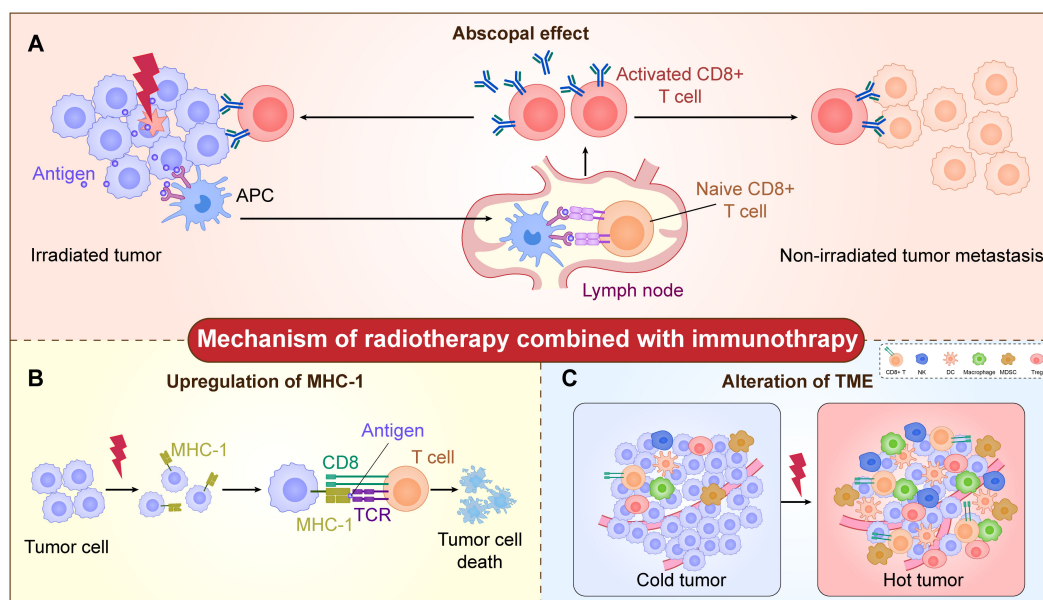 A
Abscopal effect
Activated CD8+
T cell
Antigen
APC
Naive CD8+
T cell
Irradiated tumor
Non-irradiated tumor metastasis
Lymph node
Mechanism of radiotherapy combined with immunothrapy
CD8+ T
NK
DC
Macrophage
MDSC
Treg
B
Upregulation of MHC-1
MHC-1
Antigen
CD8
T cell
MHC-1
TCR
Tumor cell
Tumor cell
death
C
Alteration of TME
Cold tumor
Hot tumor